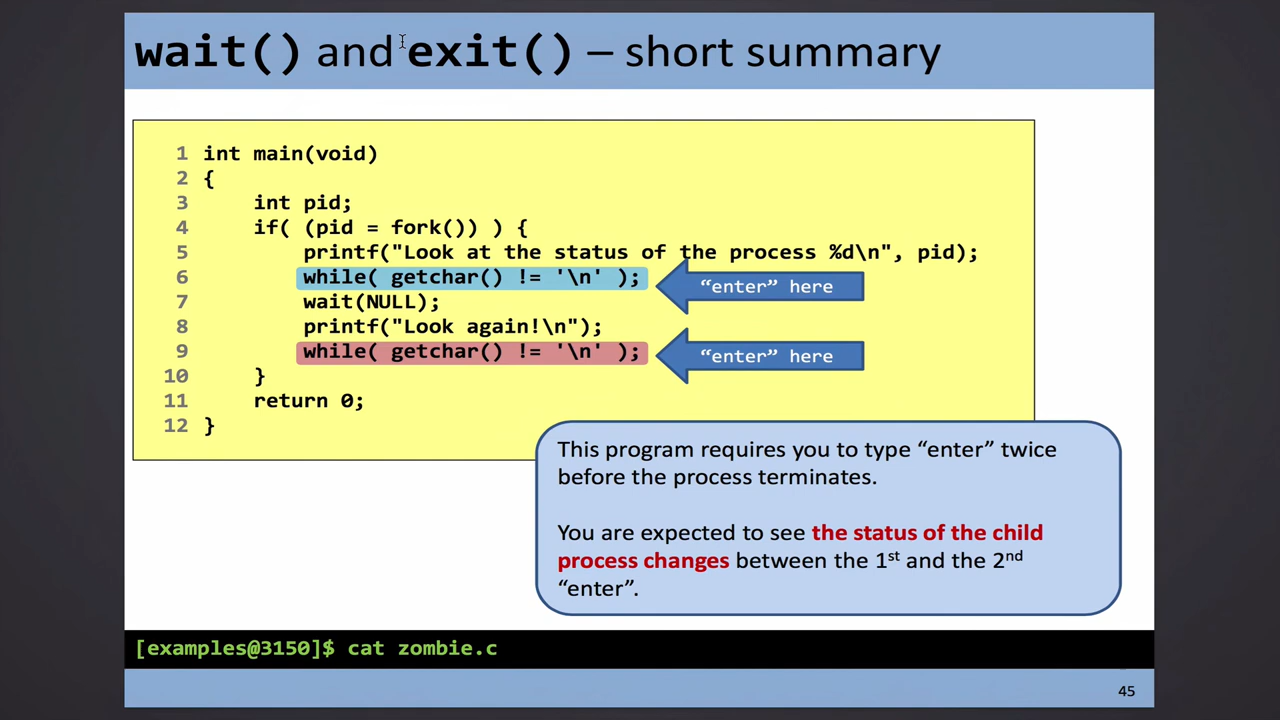 wait() and exit() – short summary
1 int main(void)
2 {
3     int pid;
4     if( (pid = fork()) ) {
5         printf("Look at the status of the process %d\n", pid);
6         while( getchar() != '\n' );
“enter” here
7         wait(NULL);
8         printf("Look again!\n");
9         while( getchar() != '\n' );
“enter” here
10     }
11     return 0;
12 }
This program requires you to type “enter” twice
before the process terminates.
You are expected to see the status of the child
process changes between the 1st and the 2nd
“enter”.
[examples@3150]$ cat zombie.c
45